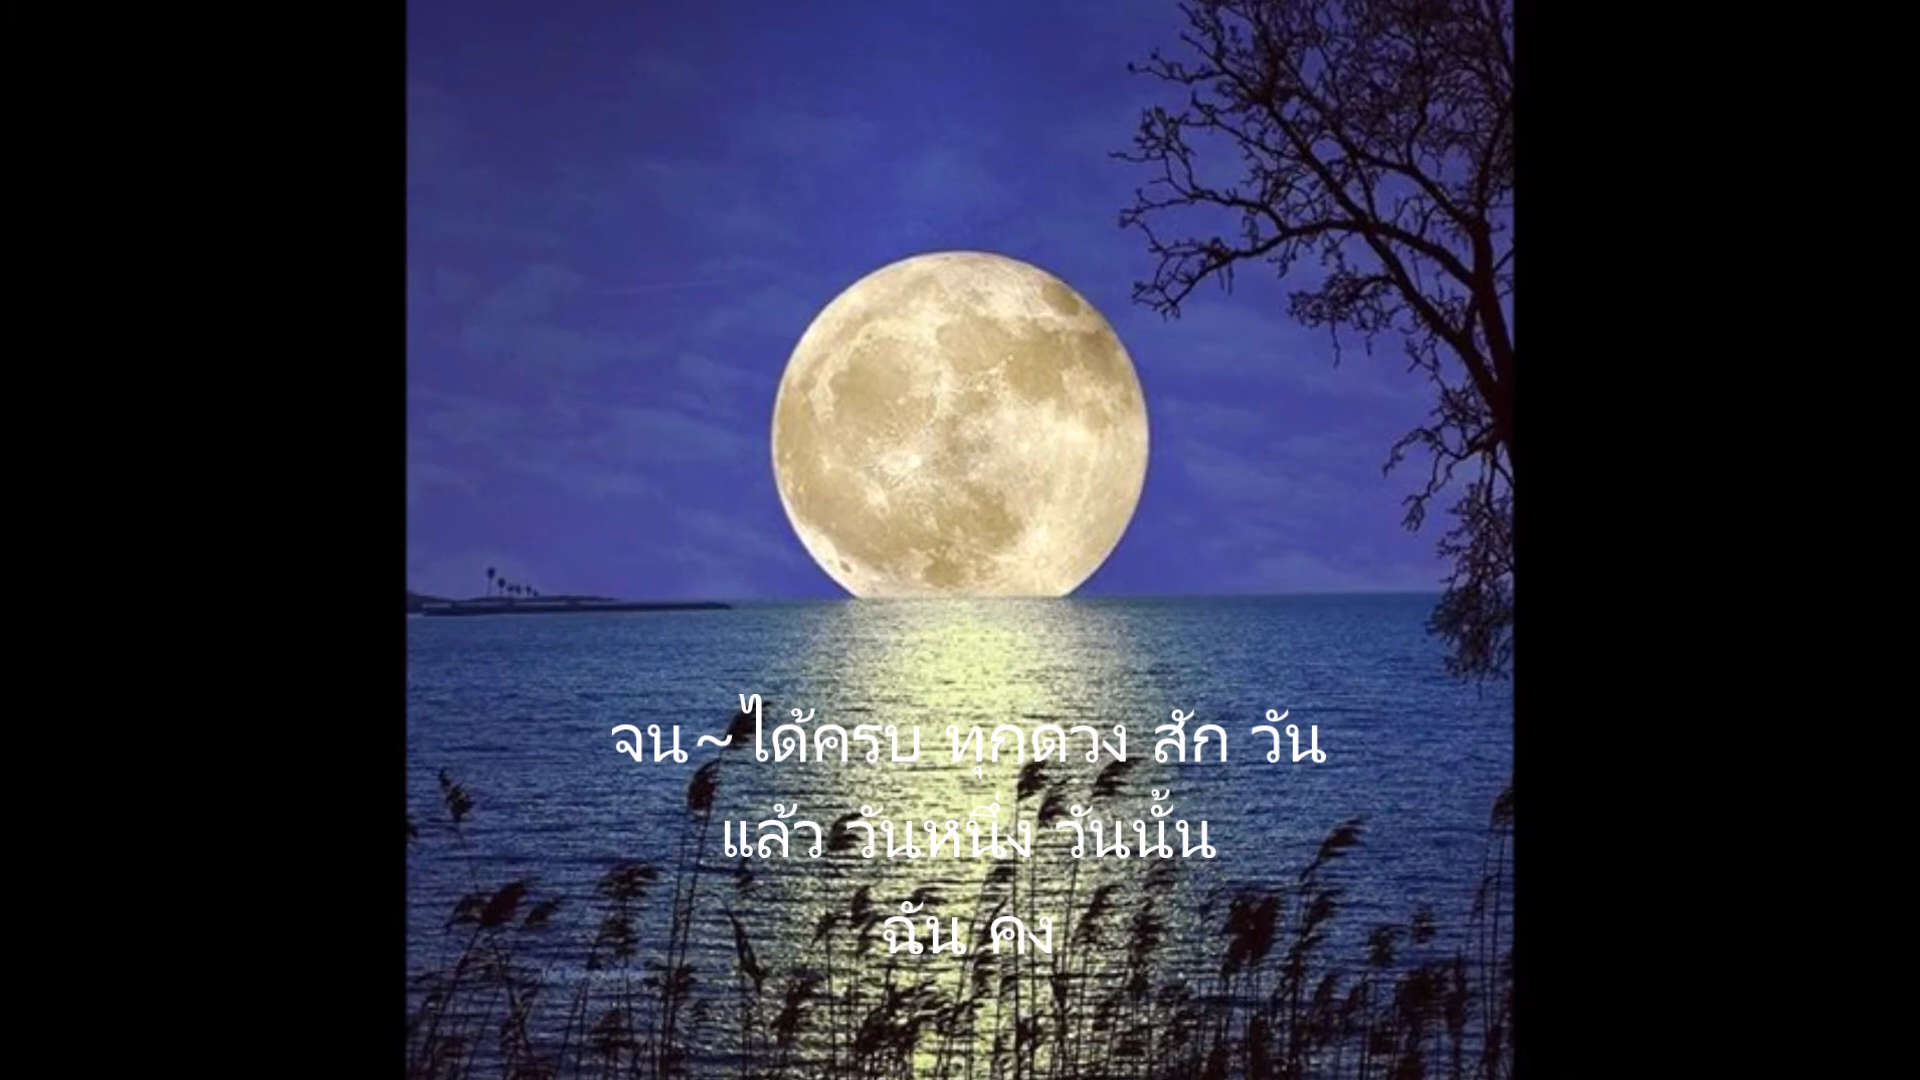 จน~ได้ครบ ทุกดวง สัก วัน
แล้ว วันหนึ่ง วันนั้น
ฉัน คง